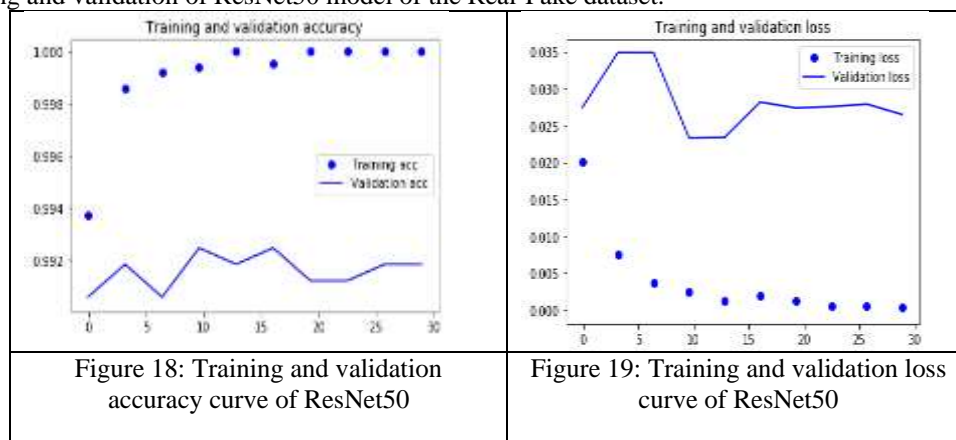 ng and validation of ResNet50 model of the Real-Fake dataset.
Training and validation accuracy
1.000
0.998
0.996
0.994
0.992
Training acc
Validation acc
0 5 10 15 20 25 30
Training and validation loss
0.035
0.030
0.025
0.020
0.015
0.010
0.005
0.000
Training loss
Validation loss
0 5 10 15 20 25 30
Figure 18: Training and validation
accuracy curve of ResNet50
Figure 19: Training and validation loss
curve of ResNet50